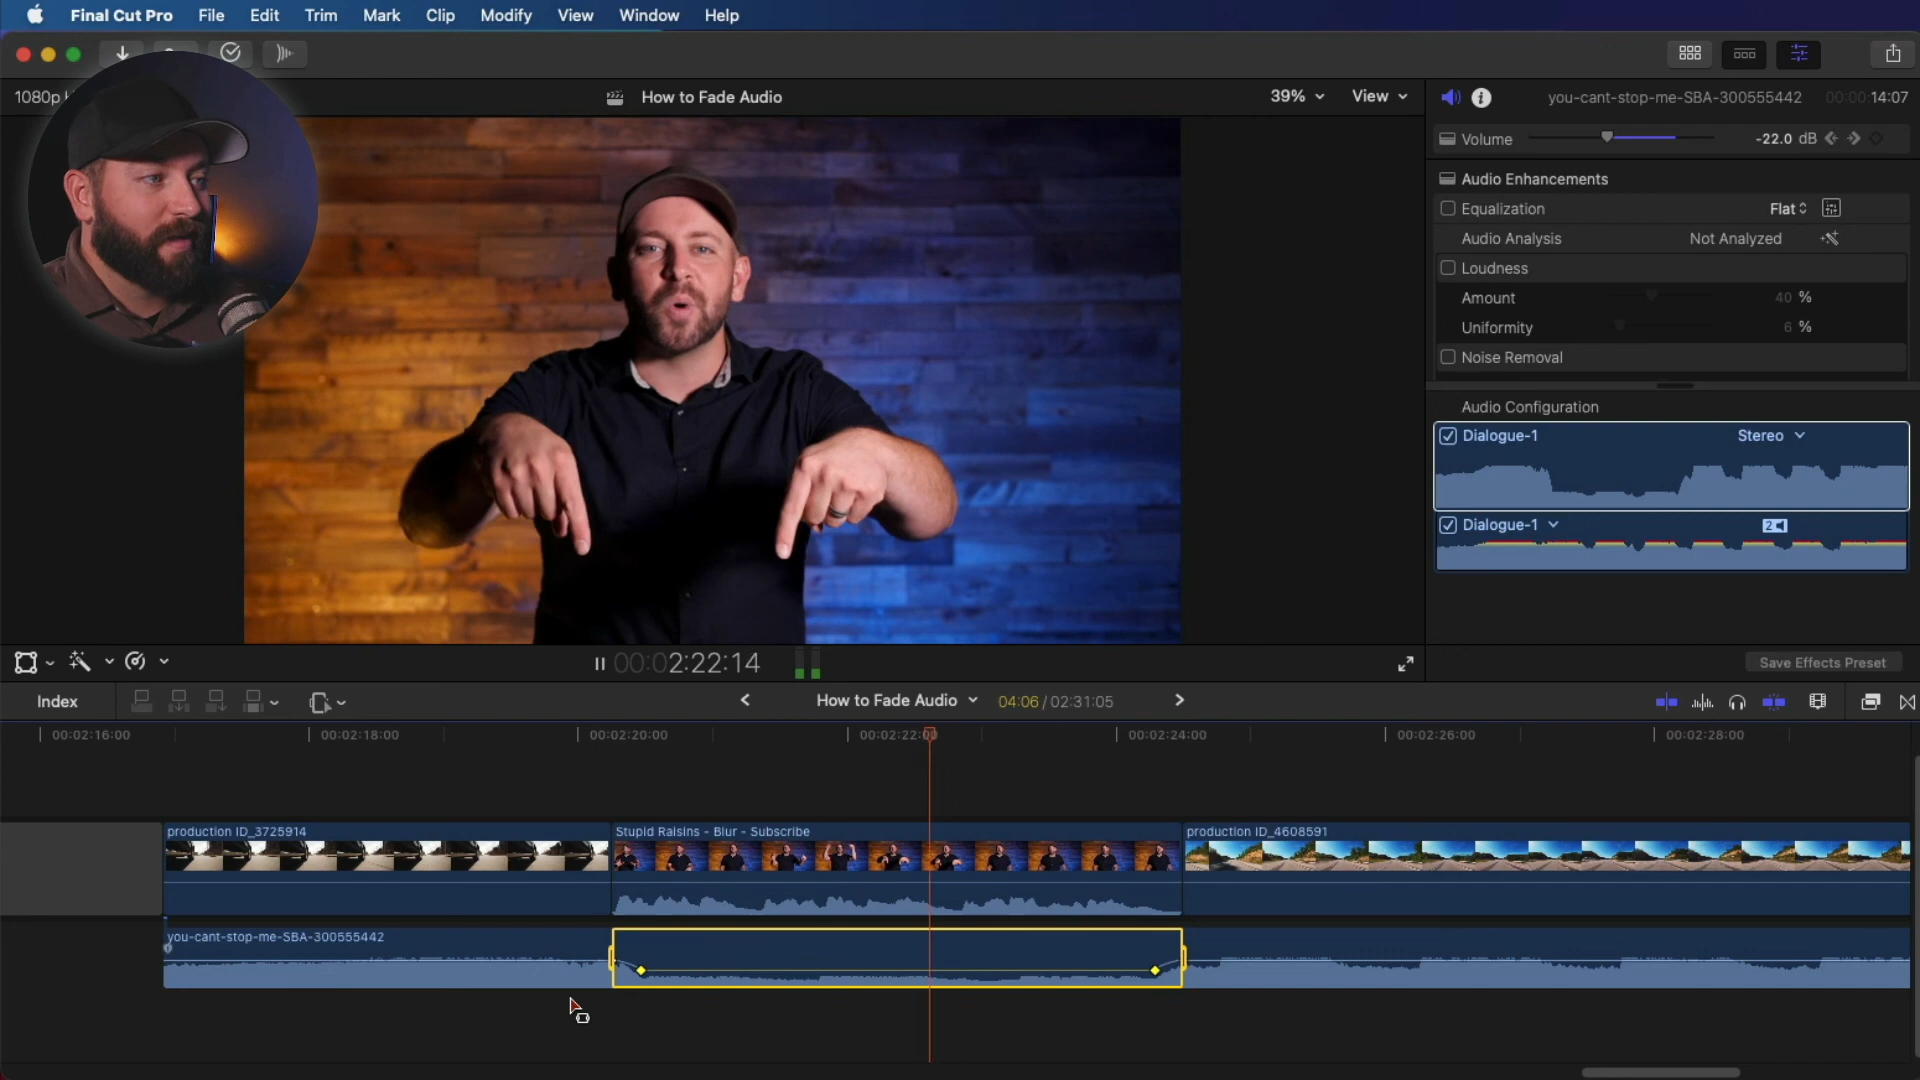 Final Cut Pro File Edit Trim Mark Clip Modify View Window Help
1080p
How to Fade Audio
39%
View
you-cant-stop-me-SBA-300555442
00:00:14:07
Volume
-22.0 dB
Audio Enhancements
Equalization
Flat
Audio Analysis
Not Analyzed
Loudness
Amount
40 %
Uniformity
6 %
Noise Removal
Audio Configuration
Dialogue-1
Stereo
Dialogue-1
2
00:02:22:14
Save Effects Preset
Index
How to Fade Audio
04:06 / 02:31:05
00:02:16:00
00:02:18:00
00:02:20:00
00:02:22:00
00:02:24:00
00:02:26:00
00:02:28:00
production ID_3725914
Stupid Raisins - Blur - Subscribe
production ID_4608591
you-cant-stop-me-SBA-300555442